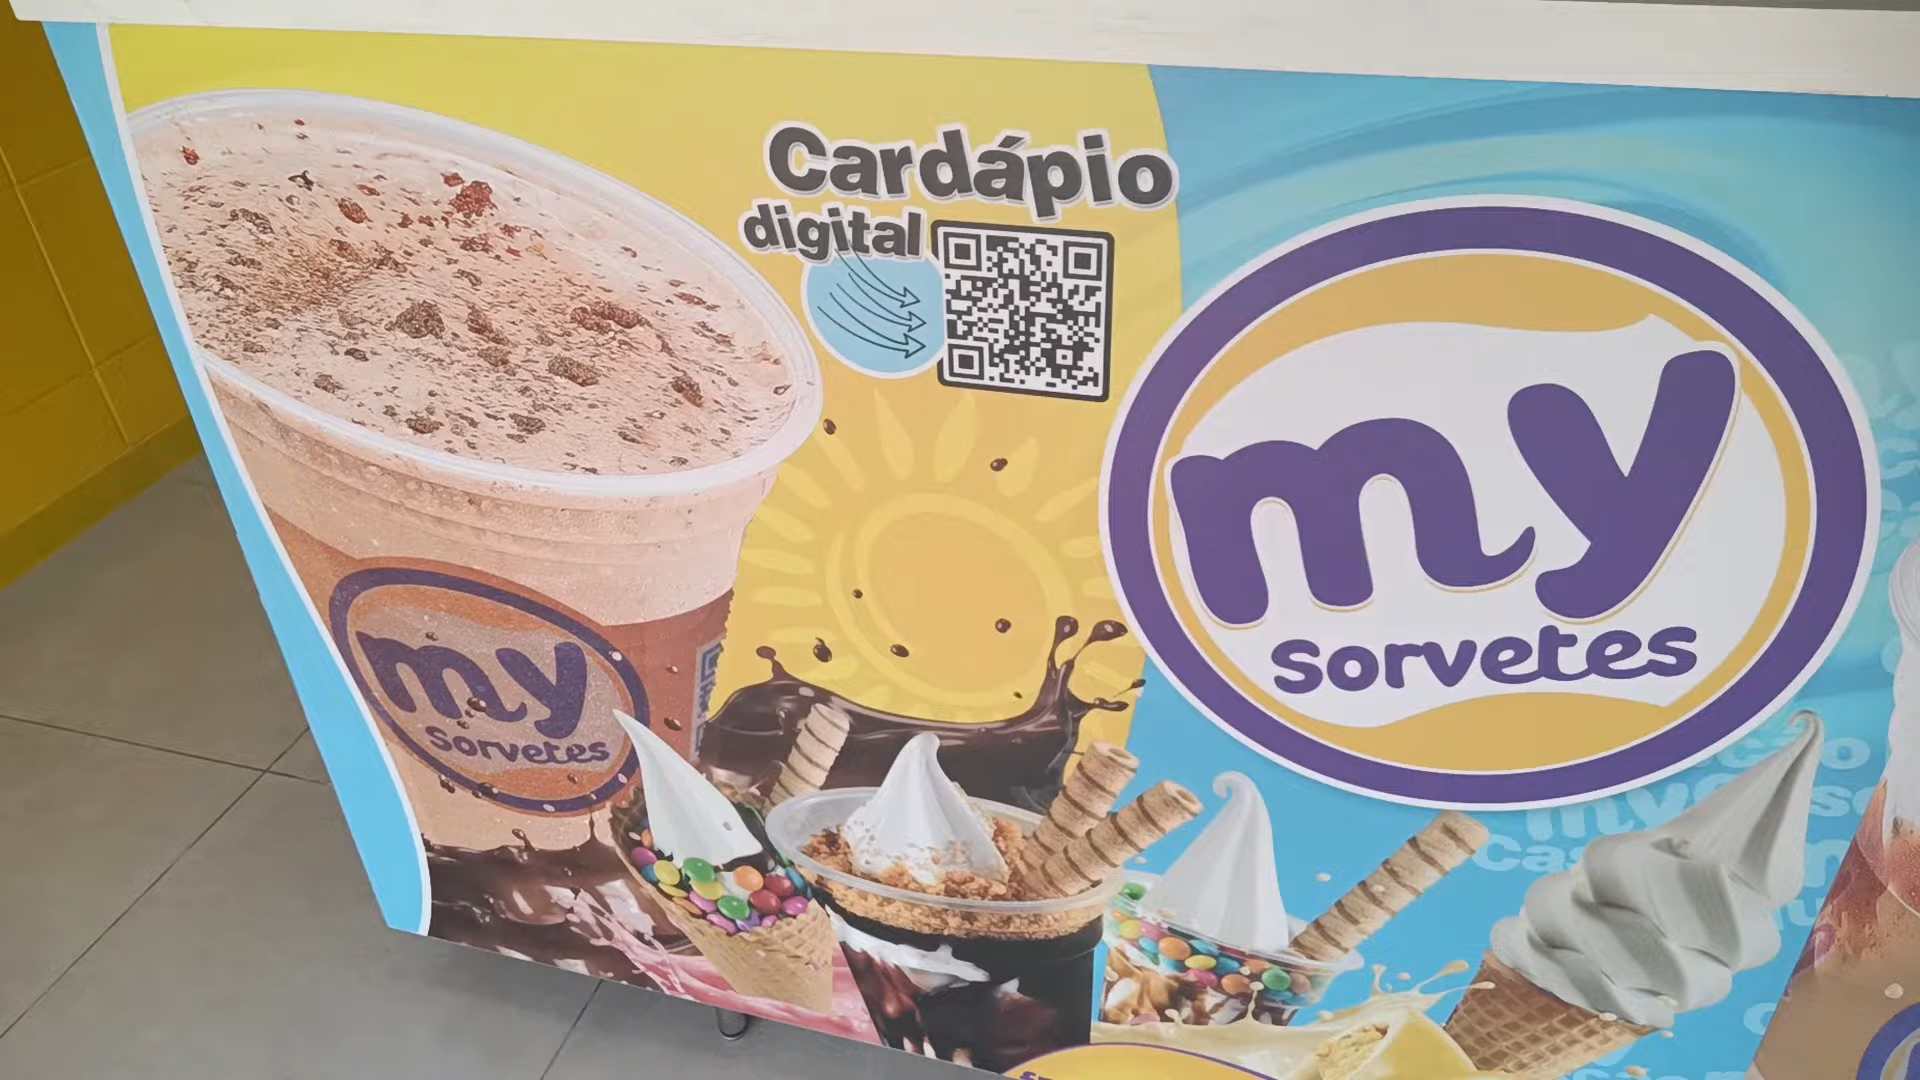 Cardápio
digital
my
sorvetes
my
sorvetes